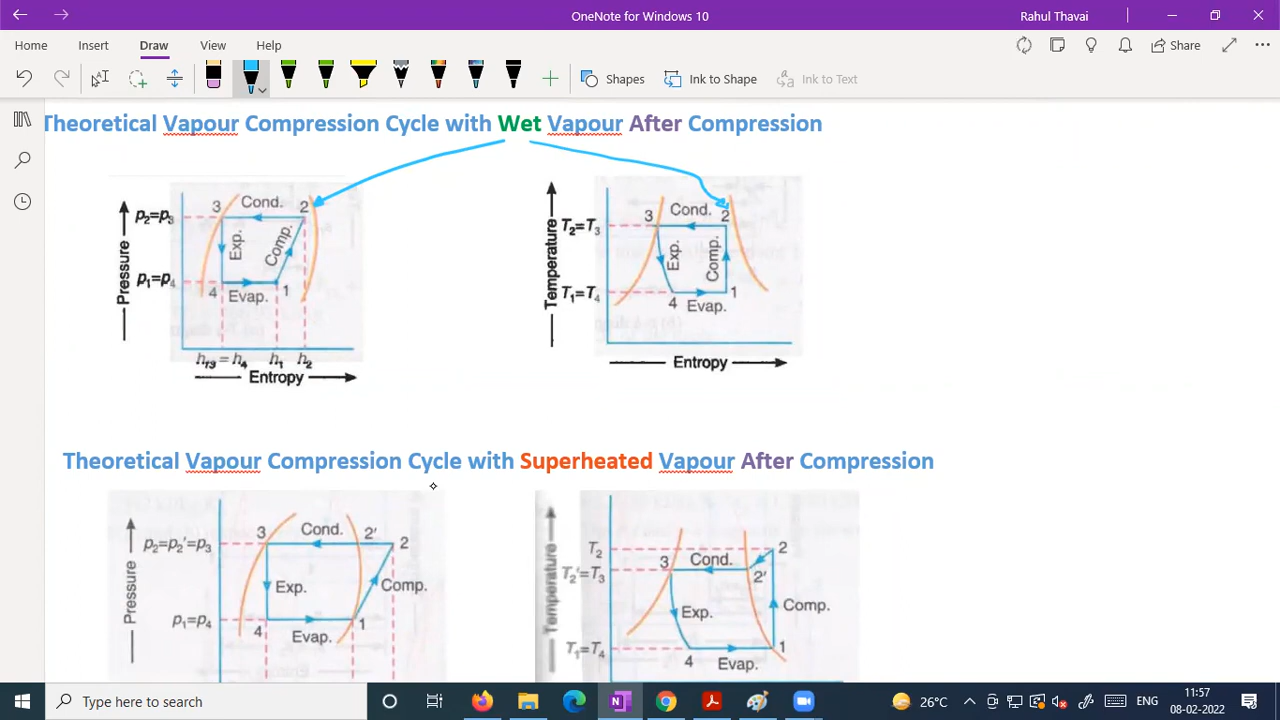 OneNote for Windows 10
Rahul Thavai
Home Insert Draw View Help
Share
Shapes
Ink to Shape
Ink to Text
Theoretical Vapour Compression Cycle with Wet Vapour After Compression
Pressure
p₂=p₃
p₁=p₄
3 Cond. 2
Exp.
Comp.
4 Evap. 1
hf3 = h₄ h₁ h₂
Entropy
Temperature
T₂=T₃
T₁=T₄
3 Cond. 2
Exp.
Comp.
4 Evap. 1
Entropy
Theoretical Vapour Compression Cycle with Superheated Vapour After Compression
Pressure
p₂=p₂'=p₃
p₁=p₄
3 Cond. 2' 2
Exp.
Comp.
4 Evap. 1
Temperature
T₂
T₂'=T₃
T₁=T₄
3 Cond. 2' 2
Exp.
Comp.
4 Evap. 1
Type here to search
26°C
ENG
11:57
08-02-2022